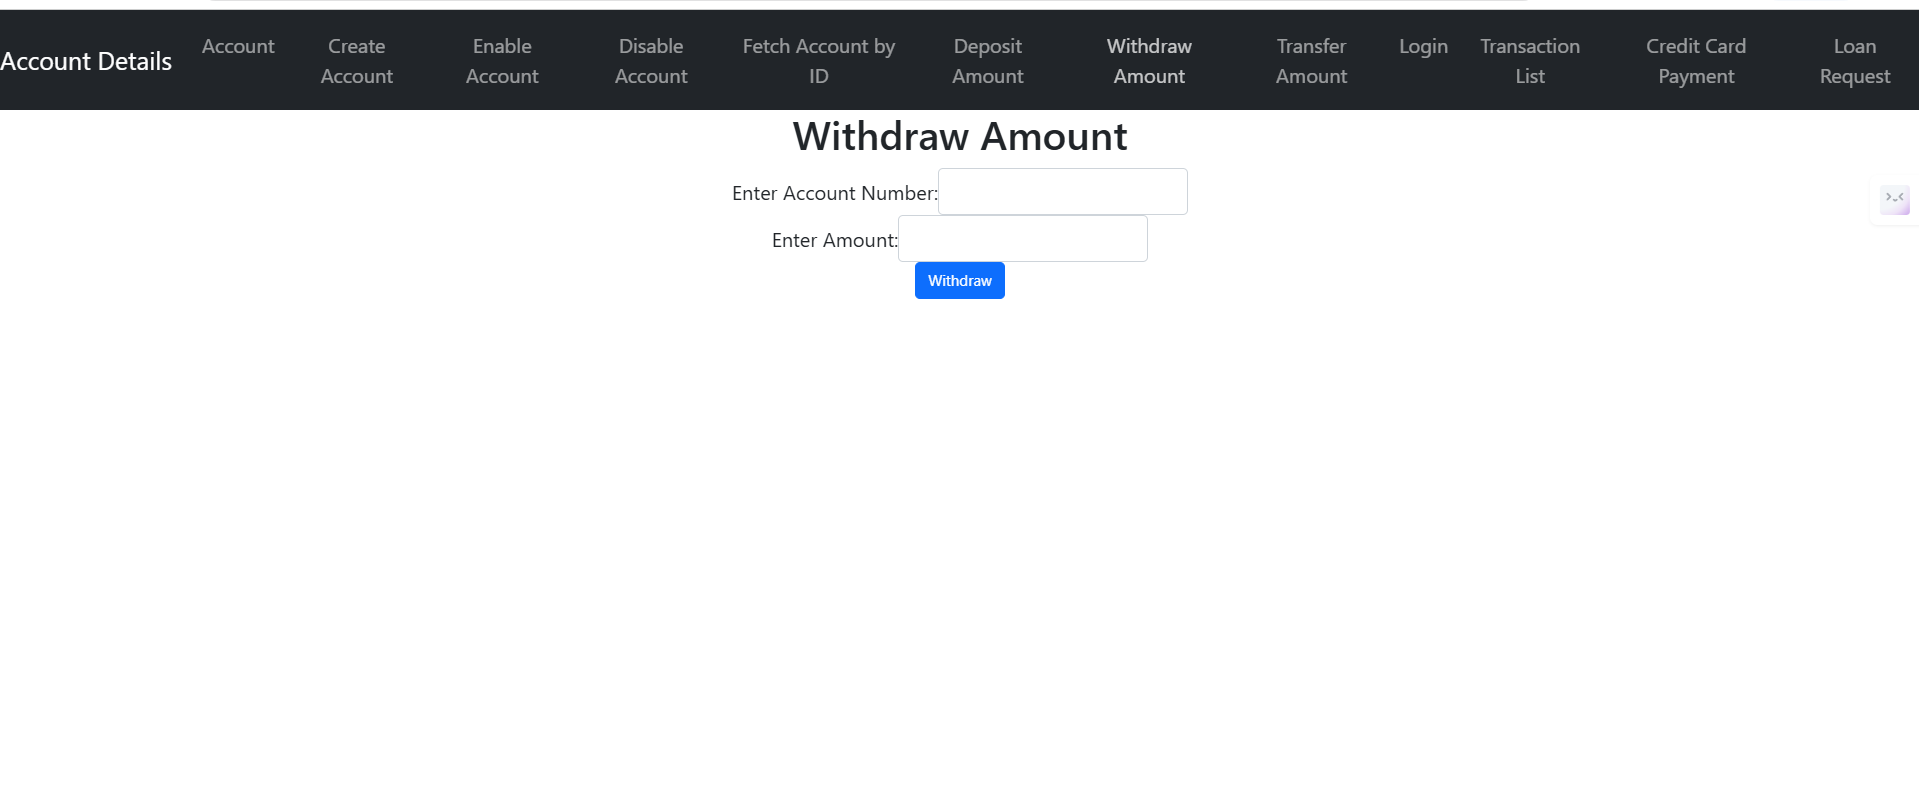 Account Details
Account
Create
Account
Enable
Account
Disable
Account
Fetch Account by
ID
Deposit
Amount
Withdraw
Amount
Transfer
Amount
Login
Transaction
List
Credit Card
Payment
Loan
Request
Withdraw Amount
Enter Account Number:
Enter Amount:
Withdraw